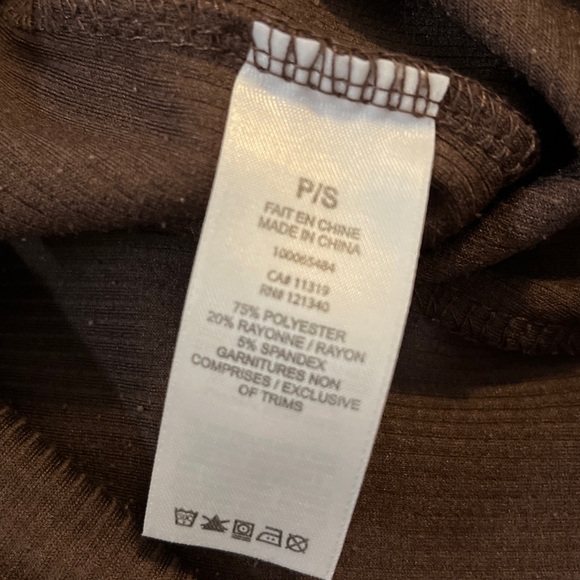 P/S
FAIT EN CHINE
MADE IN CHINA
100065484
CA# 11319
RN# 121340
75% POLYESTER
20% RAYONNE / RAYON
5% SPANDEX
GARNITURES NON
COMPRISES / EXCLUSIVE
OF TRIMS